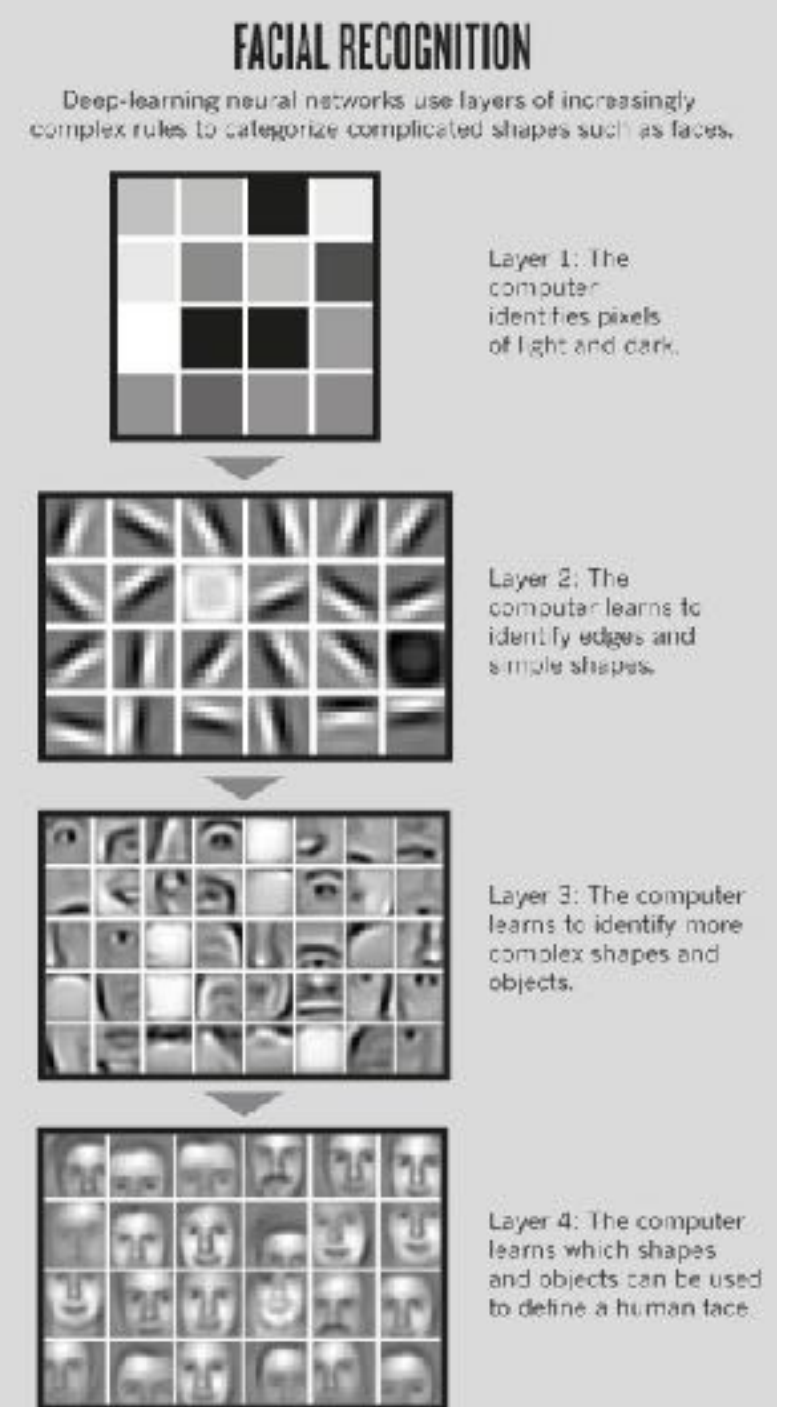 FACIAL RECOGNITION
Deep-learning neural networks use layers of increasingly
complex rules to categorize complicated shapes such as faces.
Layer 1: The
computer
identifies pixels
of light and dark.
Layer 2: The
computer learns to
identify edges and
simple shapes.
Layer 3: The computer
learns to identify more
complex shapes and
objects.
Layer 4: The computer
learns which shapes
and objects can be used
to define a human face.